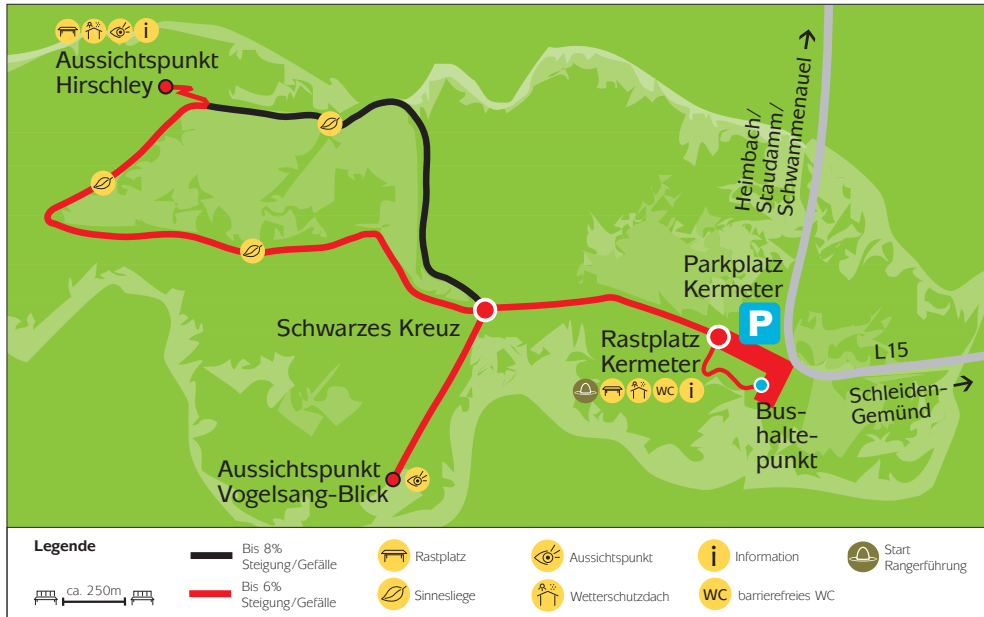 i
Aussichtspunkt
Hirschley
Heimbach/
Staudamm/
Schwammenauel
Parkplatz
Kermeter
P
Schwarzes Kreuz
Rastplatz
Kermeter
WC
i
L15
Schleiden-
Gemünd
Bus-
halte-
punkt
Aussichtspunkt
Vogelsang-Blick
Legende
ca. 250m
Bis 8%
Steigung/Gefälle
Bis 6%
Steigung/Gefälle
Rastplatz
Sinnesliege
Aussichtspunkt
Wetterschutzdach
i
Information
WC
barrierefreies WC
Start
Rangerführung